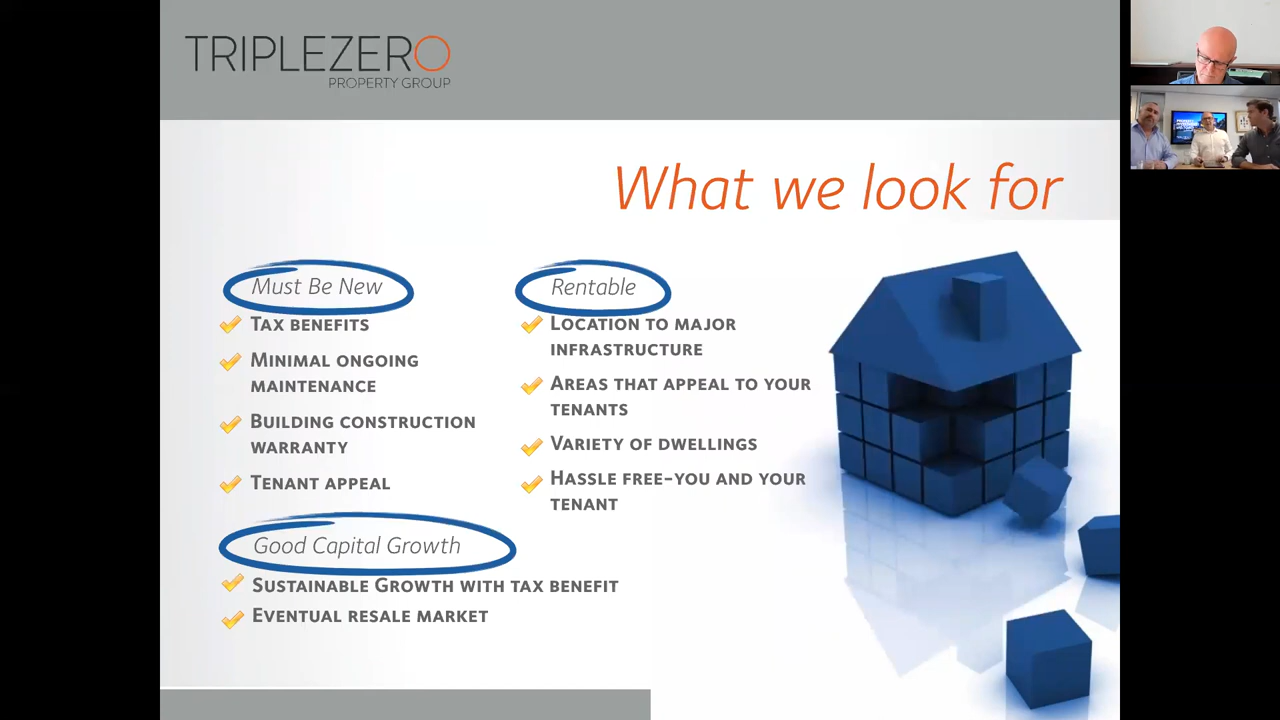 TRIPLEZERO
PROPERTY GROUP
What we look for
Must Be New
TAX BENEFITS
MINIMAL ONGOING
MAINTENANCE
BUILDING CONSTRUCTION
WARRANTY
TENANT APPEAL
Rentable
LOCATION TO MAJOR
INFRASTRUCTURE
AREAS THAT APPEAL TO YOUR
TENANTS
VARIETY OF DWELLINGS
HASSLE FREE-YOU AND YOUR
TENANT
Good Capital Growth
SUSTAINABLE GROWTH WITH TAX BENEFIT
EVENTUAL RESALE MARKET